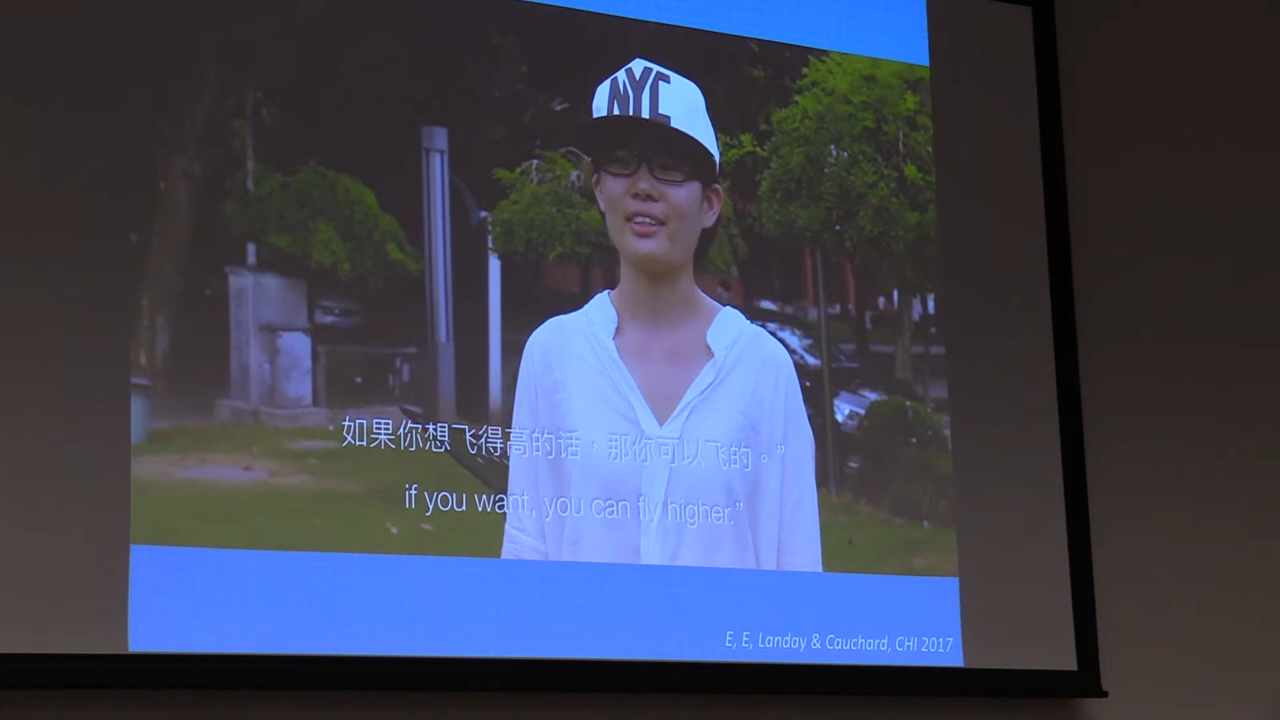 NYC
如果你想飞得高的话，那你可以飞的。”
if you want, you can fly higher.”
E, E, Landay & Cauchard, CHI 2017